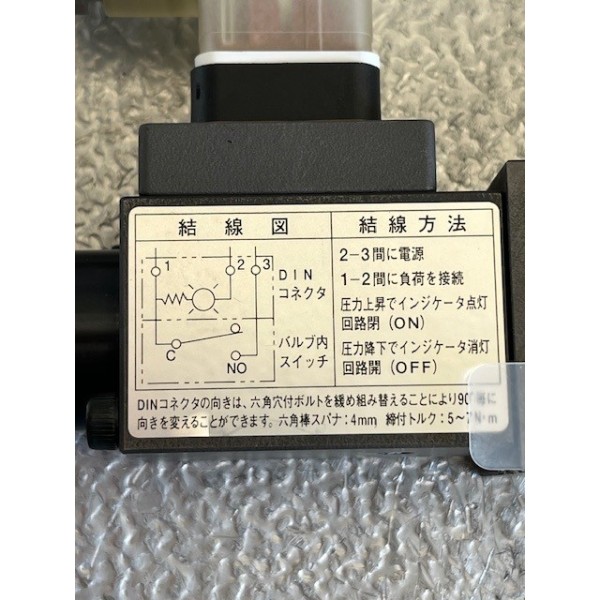 結線図
1 2 3
DIN
コネクタ
C
NO
バルブ内
スイッチ
結線方法
2-3間に電源
1-2間に負荷を接続
圧力上昇でインジケータ点灯
回路閉(ON)
圧力降下でインジケータ消灯
回路開(OFF)
DINコネクタの向きは、六角穴付ボルトを緩め組み替えることにより90°毎に
向きを変えることができます。六角棒スパナ:4mm 締付トルク:5～7N·m